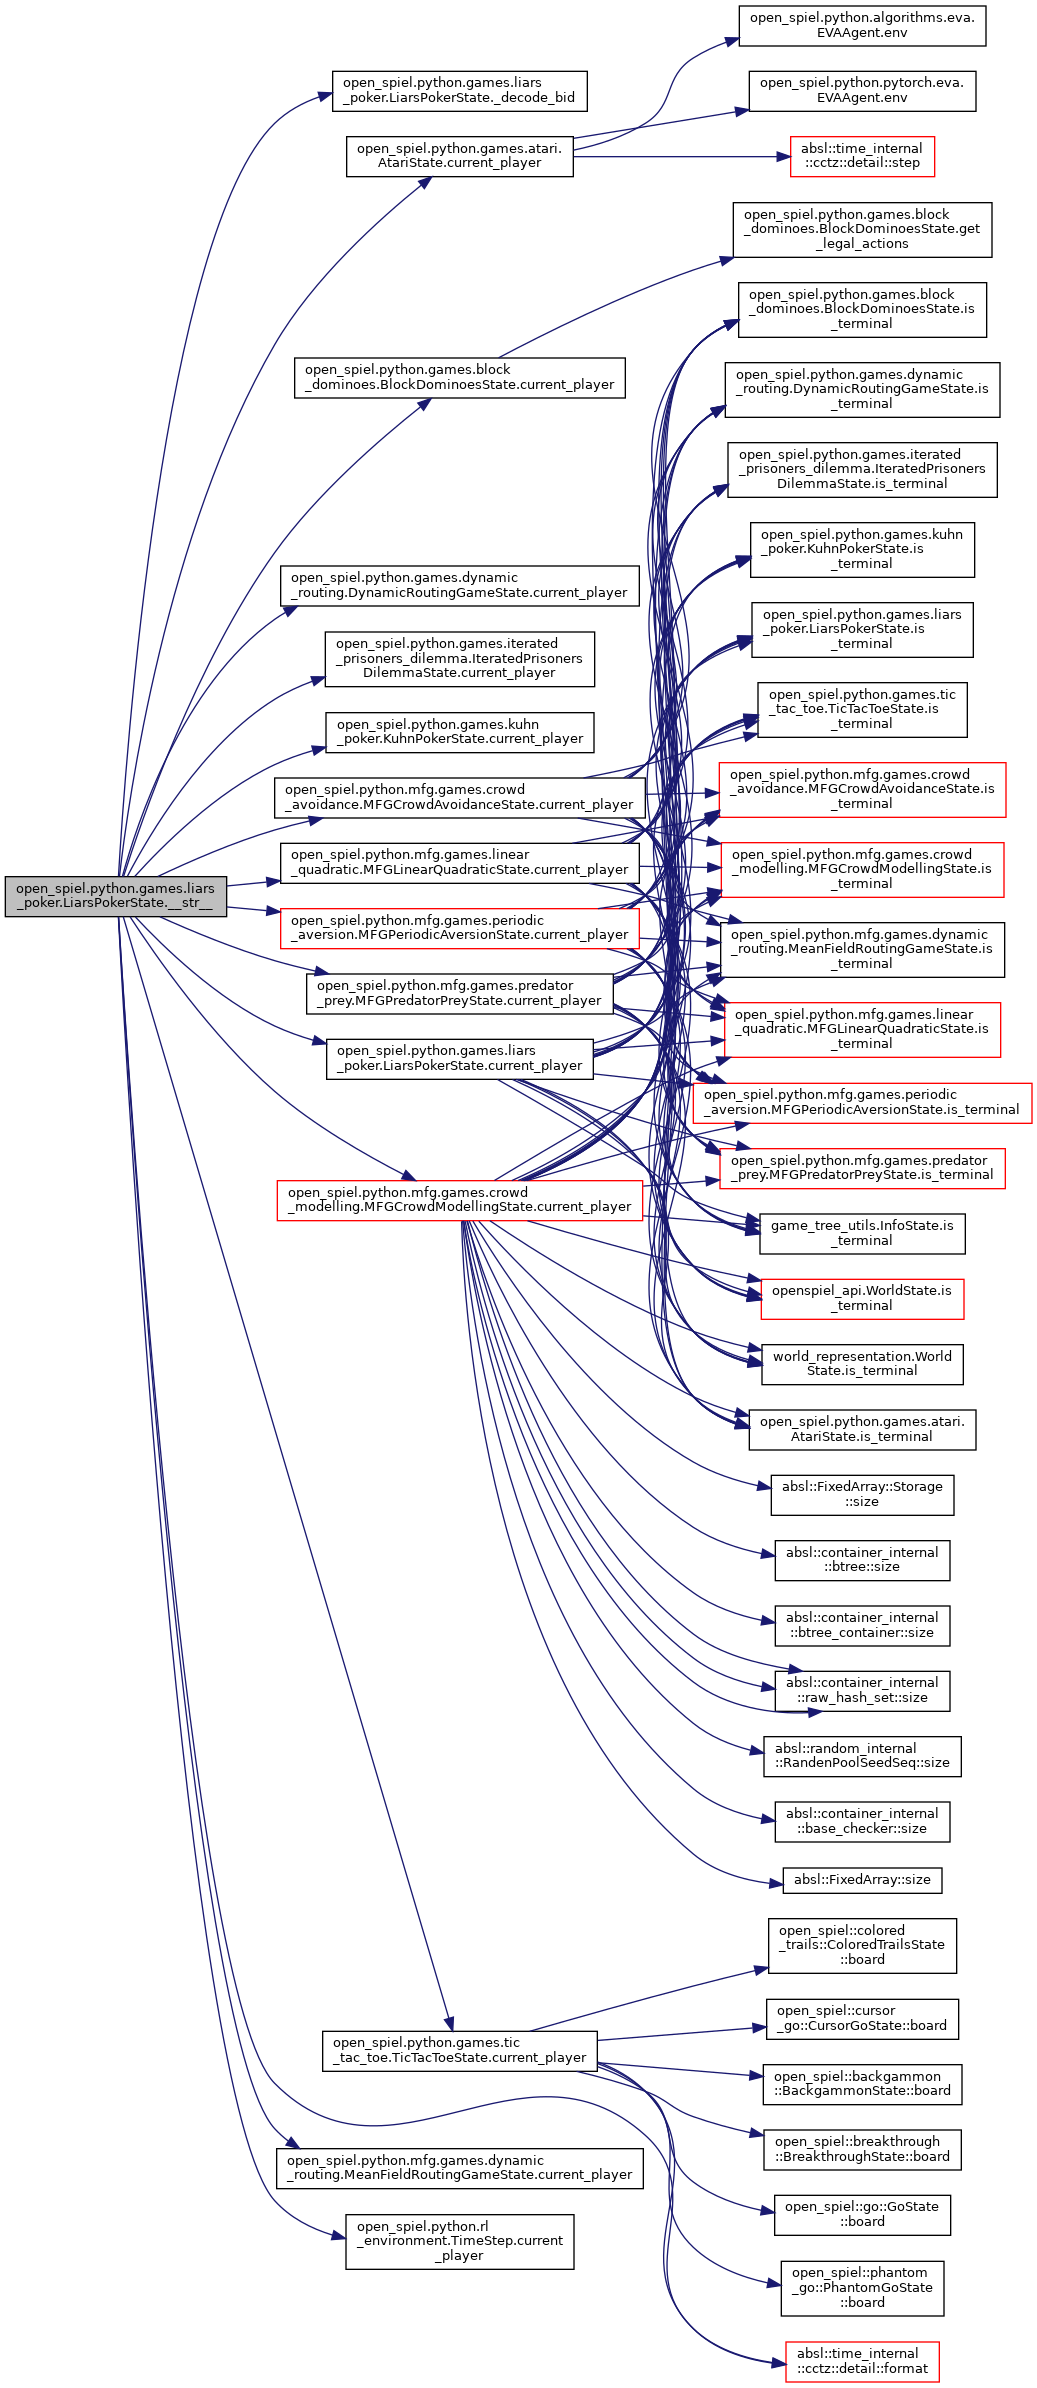 open_spiel.python.games.liars
_poker.LiarsPokerState.__str__
open_spiel.python.games.liars
_poker.LiarsPokerState._decode_bid
open_spiel.python.games.atari.
AtariState.current_player
open_spiel.python.games.block
_dominoes.BlockDominoesState.current_player
open_spiel.python.games.dynamic
_routing.DynamicRoutingGameState.current_player
open_spiel.python.games.iterated
_prisoners_dilemma.IteratedPrisoners
DilemmaState.current_player
open_spiel.python.games.kuhn
_poker.KuhnPokerState.current_player
open_spiel.python.mfg.games.crowd
_avoidance.MFGCrowdAvoidanceState.current_player
open_spiel.python.mfg.games.linear
_quadratic.MFGLinearQuadraticState.current_player
open_spiel.python.mfg.games.periodic
_aversion.MFGPeriodicAversionState.current_player
open_spiel.python.mfg.games.predator
_prey.MFGPredatorPreyState.current_player
open_spiel.python.games.liars
_poker.LiarsPokerState.current_player
open_spiel.python.mfg.games.crowd
_modelling.MFGCrowdModellingState.current_player
open_spiel.python.games.tic
_tac_toe.TicTacToeState.current_player
open_spiel.python.mfg.games.dynamic
_routing.MeanFieldRoutingGameState.current_player
open_spiel.python.rl
_environment.TimeStep.current
_player
open_spiel.python.algorithms.eva.
EVAAgent.env
open_spiel.python.pytorch.eva.
EVAAgent.env
absl::time_internal
::cctz::detail::step
open_spiel.python.games.block
_dominoes.BlockDominoesState.get
_legal_actions
open_spiel.python.games.block
_dominoes.BlockDominoesState.is
_terminal
open_spiel.python.games.dynamic
_routing.DynamicRoutingGameState.is
_terminal
open_spiel.python.games.iterated
_prisoners_dilemma.IteratedPrisoners
DilemmaState.is_terminal
open_spiel.python.games.kuhn
_poker.KuhnPokerState.is
_terminal
open_spiel.python.games.liars
_poker.LiarsPokerState.is
_terminal
open_spiel.python.games.tic
_tac_toe.TicTacToeState.is
_terminal
open_spiel.python.mfg.games.crowd
_avoidance.MFGCrowdAvoidanceState.is
_terminal
open_spiel.python.mfg.games.crowd
_modelling.MFGCrowdModellingState.is
_terminal
open_spiel.python.mfg.games.dynamic
_routing.MeanFieldRoutingGameState.is
_terminal
open_spiel.python.mfg.games.linear
_quadratic.MFGLinearQuadraticState.is
_terminal
open_spiel.python.mfg.games.periodic
_aversion.MFGPeriodicAversionState.is_terminal
open_spiel.python.mfg.games.predator
_prey.MFGPredatorPreyState.is_terminal
game_tree_utils.InfoState.is
_terminal
openspiel_api.WorldState.is
_terminal
world_representation.World
State.is_terminal
open_spiel.python.games.atari.
AtariState.is_terminal
absl::FixedArray::Storage
::size
absl::container_internal
::btree::size
absl::container_internal
::btree_container::size
absl::container_internal
::raw_hash_set::size
absl::random_internal
::RandenPoolSeedSeq::size
absl::container_internal
::base_checker::size
absl::FixedArray::size
open_spiel::colored
_trails::ColoredTrailsState
::board
open_spiel::cursor
_go::CursorGoState::board
open_spiel::backgammon
::BackgammonState::board
open_spiel::breakthrough
::BreakthroughState::board
open_spiel::go::GoState
::board
open_spiel::phantom
_go::PhantomGoState
::board
absl::time_internal
::cctz::detail::format